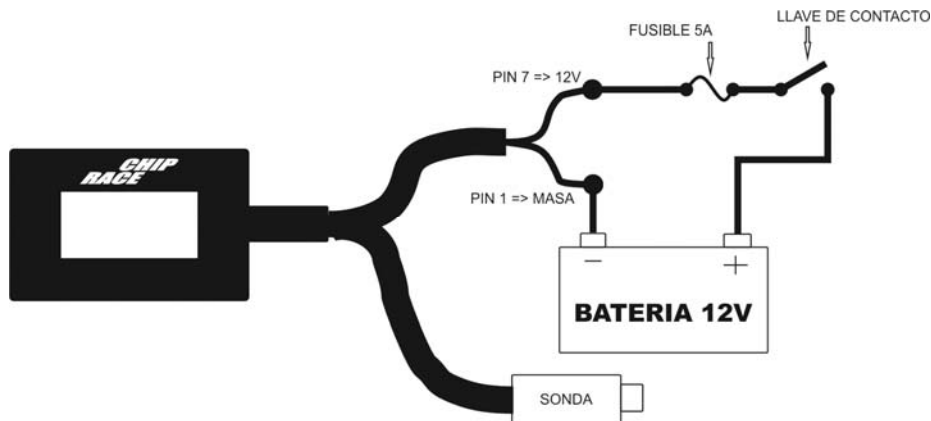 LLAVE DE CONTACTO
FUSIBLE 5A
PIN 7 => 12V
CHIP
RACE
PIN 1 => MASA
− +
BATERIA 12V
SONDA